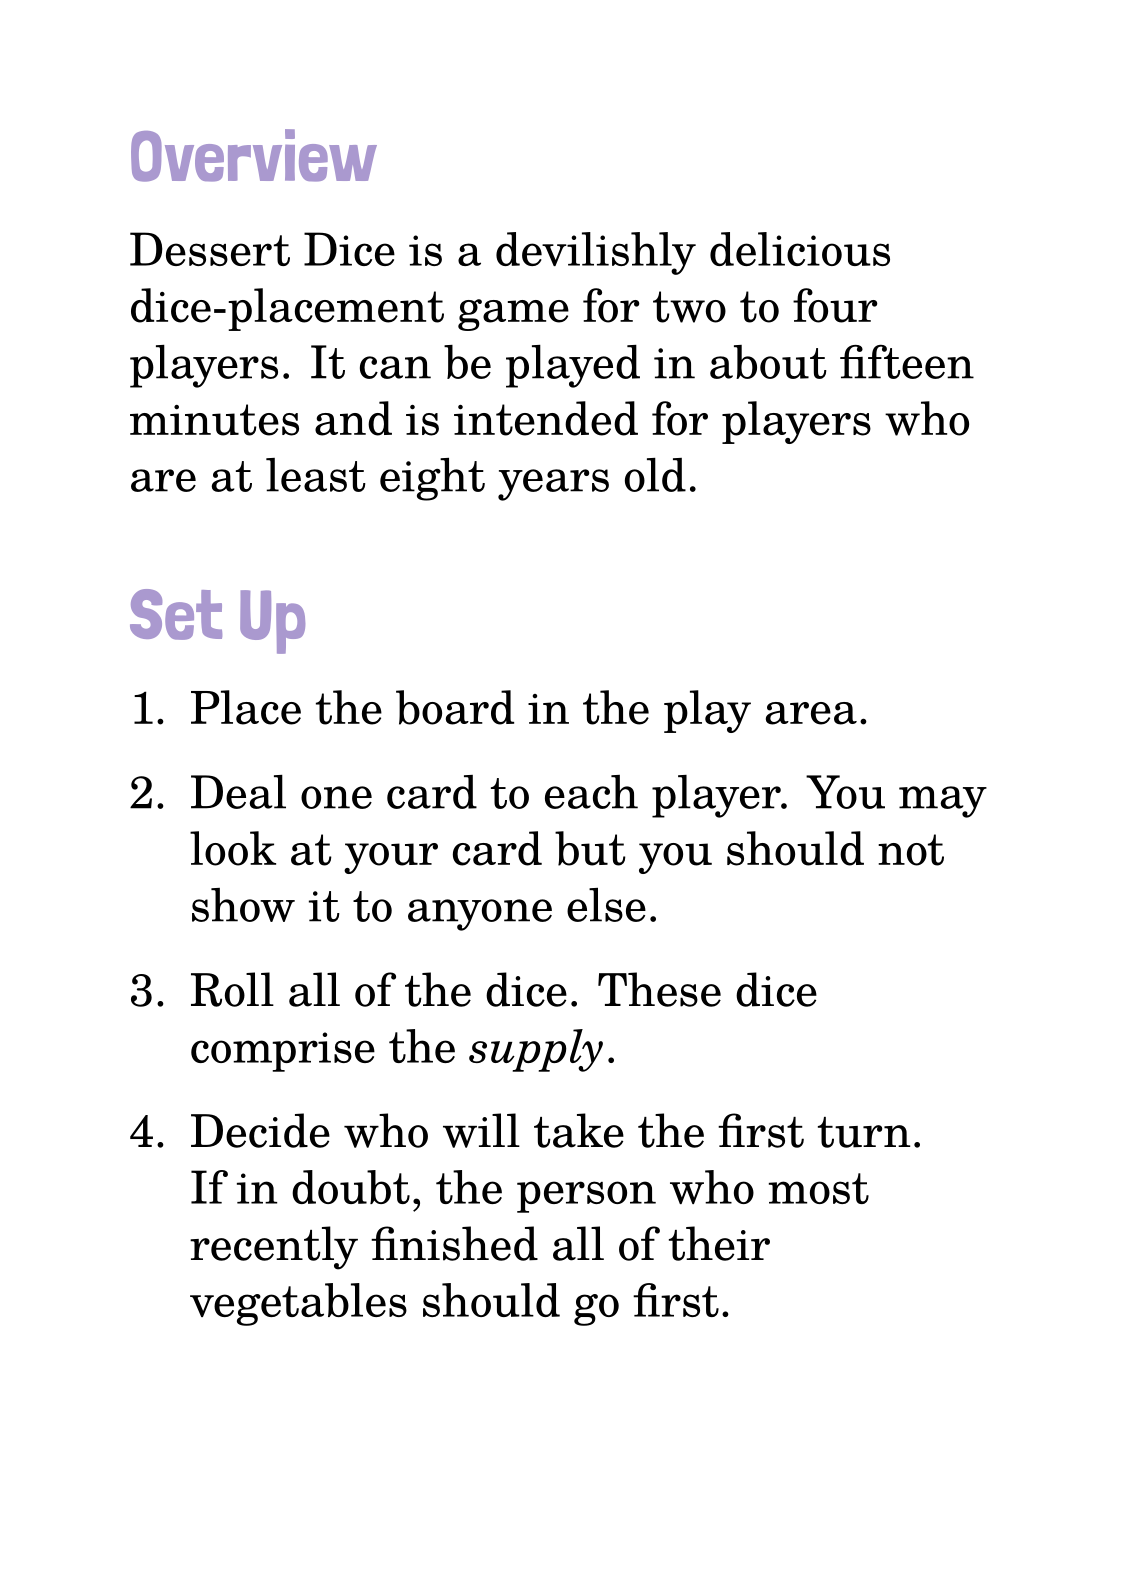 Overview
Dessert Dice is a devilishly delicious
dice-placement game for two to four
players. It can be played in about fifteen
minutes and is intended for players who
are at least eight years old.
Set Up
1. Place the board in the play area.
2. Deal one card to each player. You may
look at your card but you should not
show it to anyone else.
3. Roll all of the dice. These dice
comprise the supply.
4. Decide who will take the first turn.
If in doubt, the person who most
recently finished all of their
vegetables should go first.